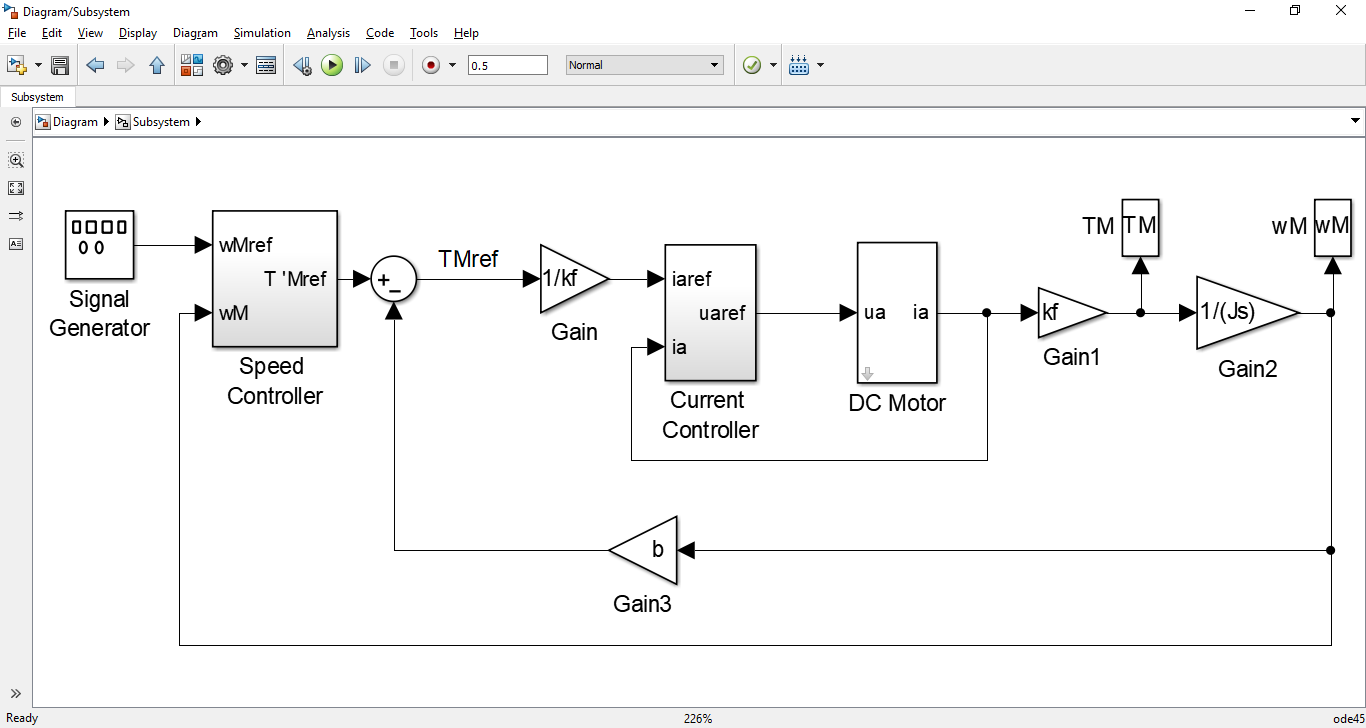 Diagram/Subsystem
File Edit View Display Diagram Simulation Analysis Code Tools Help
0.5 Normal
Subsystem
Diagram Subsystem
wMref
T 'Mref
wM
Signal
Generator
Speed
Controller
+
−
TMref
1/kf
Gain
iaref
uaref
ia
Current
Controller
ua ia
DC Motor
kf
Gain1
TM TM
1/(Js)
Gain2
wM wM
b
Gain3
Ready 226% ode45